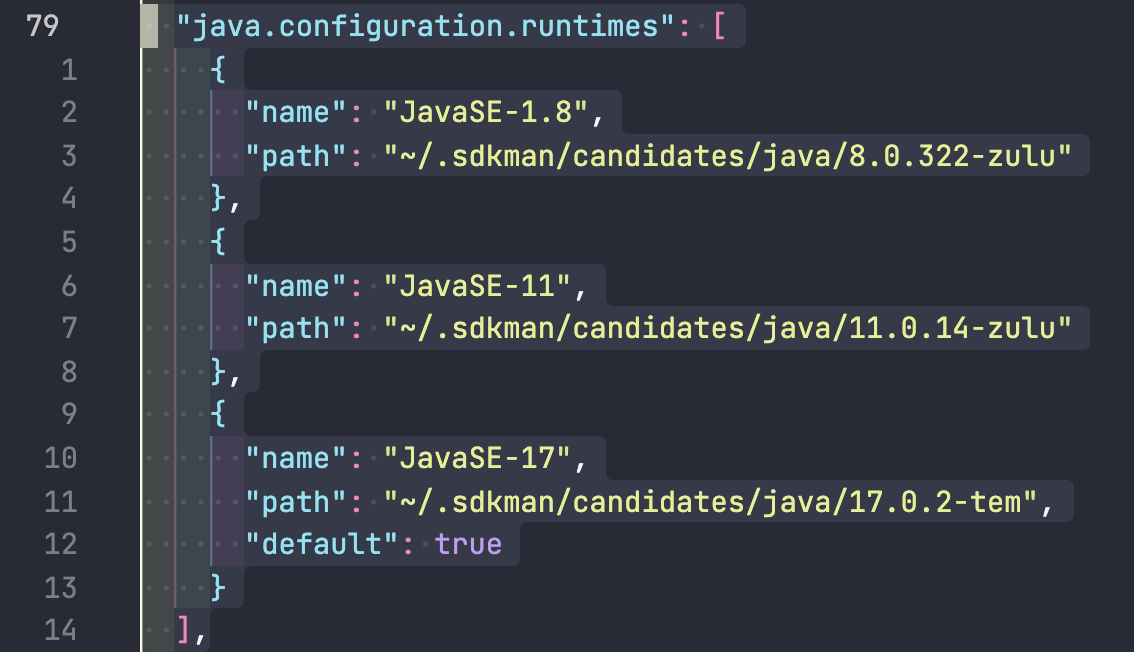 79 "java.configuration.runtimes": [
1 {
2 "name": "JavaSE-1.8",
3 "path": "~/.sdkman/candidates/java/8.0.322-zulu"
4 },
5 {
6 "name": "JavaSE-11",
7 "path": "~/.sdkman/candidates/java/11.0.14-zulu"
8 },
9 {
10 "name": "JavaSE-17",
11 "path": "~/.sdkman/candidates/java/17.0.2-tem",
12 "default": true
13 }
14 ],